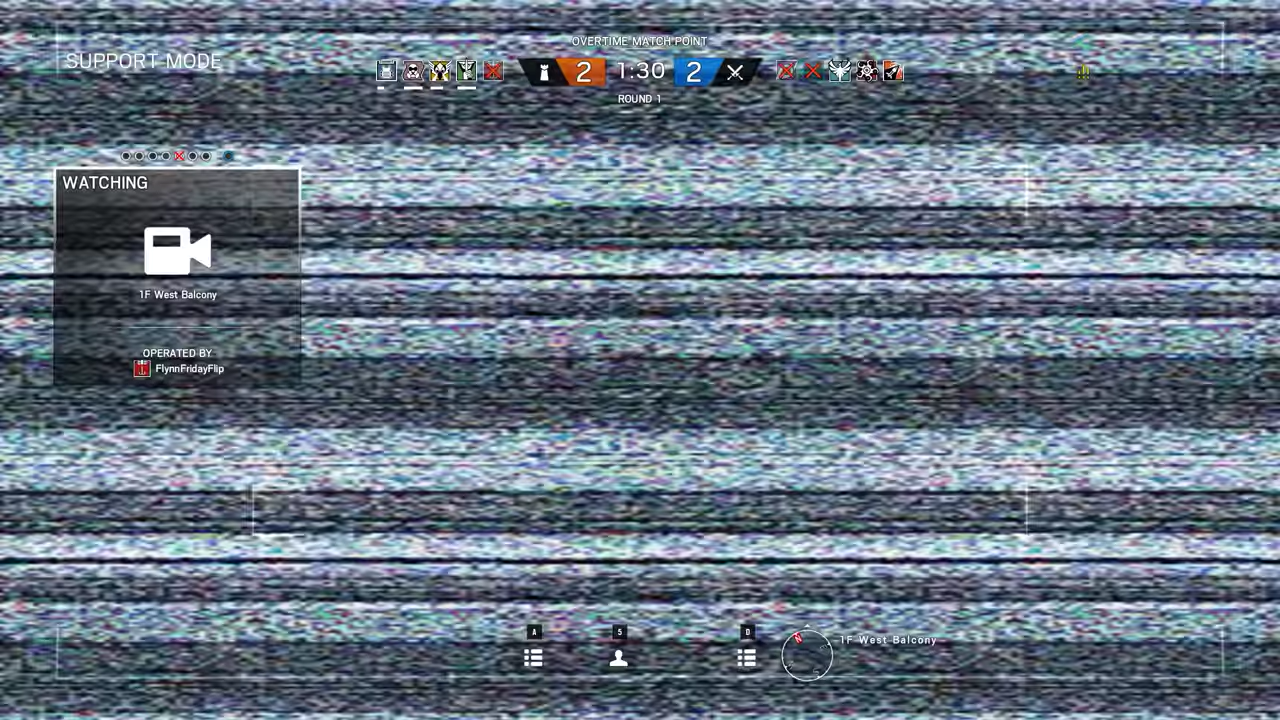 OVERTIME MATCH POINT
SUPPORT MODE
2 1:30 2
ROUND 1
WATCHING
1F West Balcony
OPERATED BY
FlynnFridayFlip
A 5 D
1F West Balcony